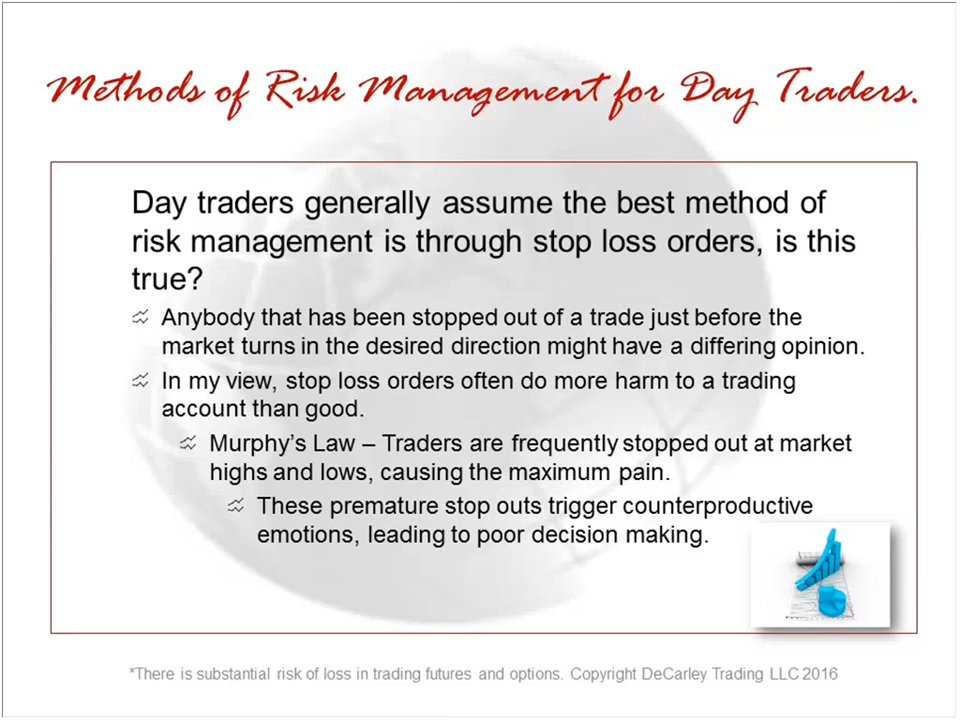 Methods of Risk Management for Day Traders.
Day traders generally assume the best method of
risk management is through stop loss orders, is this
true?
Anybody that has been stopped out of a trade just before the
market turns in the desired direction might have a differing opinion.
In my view, stop loss orders often do more harm to a trading
account than good.
Murphy's Law – Traders are frequently stopped out at market
highs and lows, causing the maximum pain.
These premature stop outs trigger counterproductive
emotions, leading to poor decision making.
*There is substantial risk of loss in trading futures and options. Copyright DeCarley Trading LLC 2016